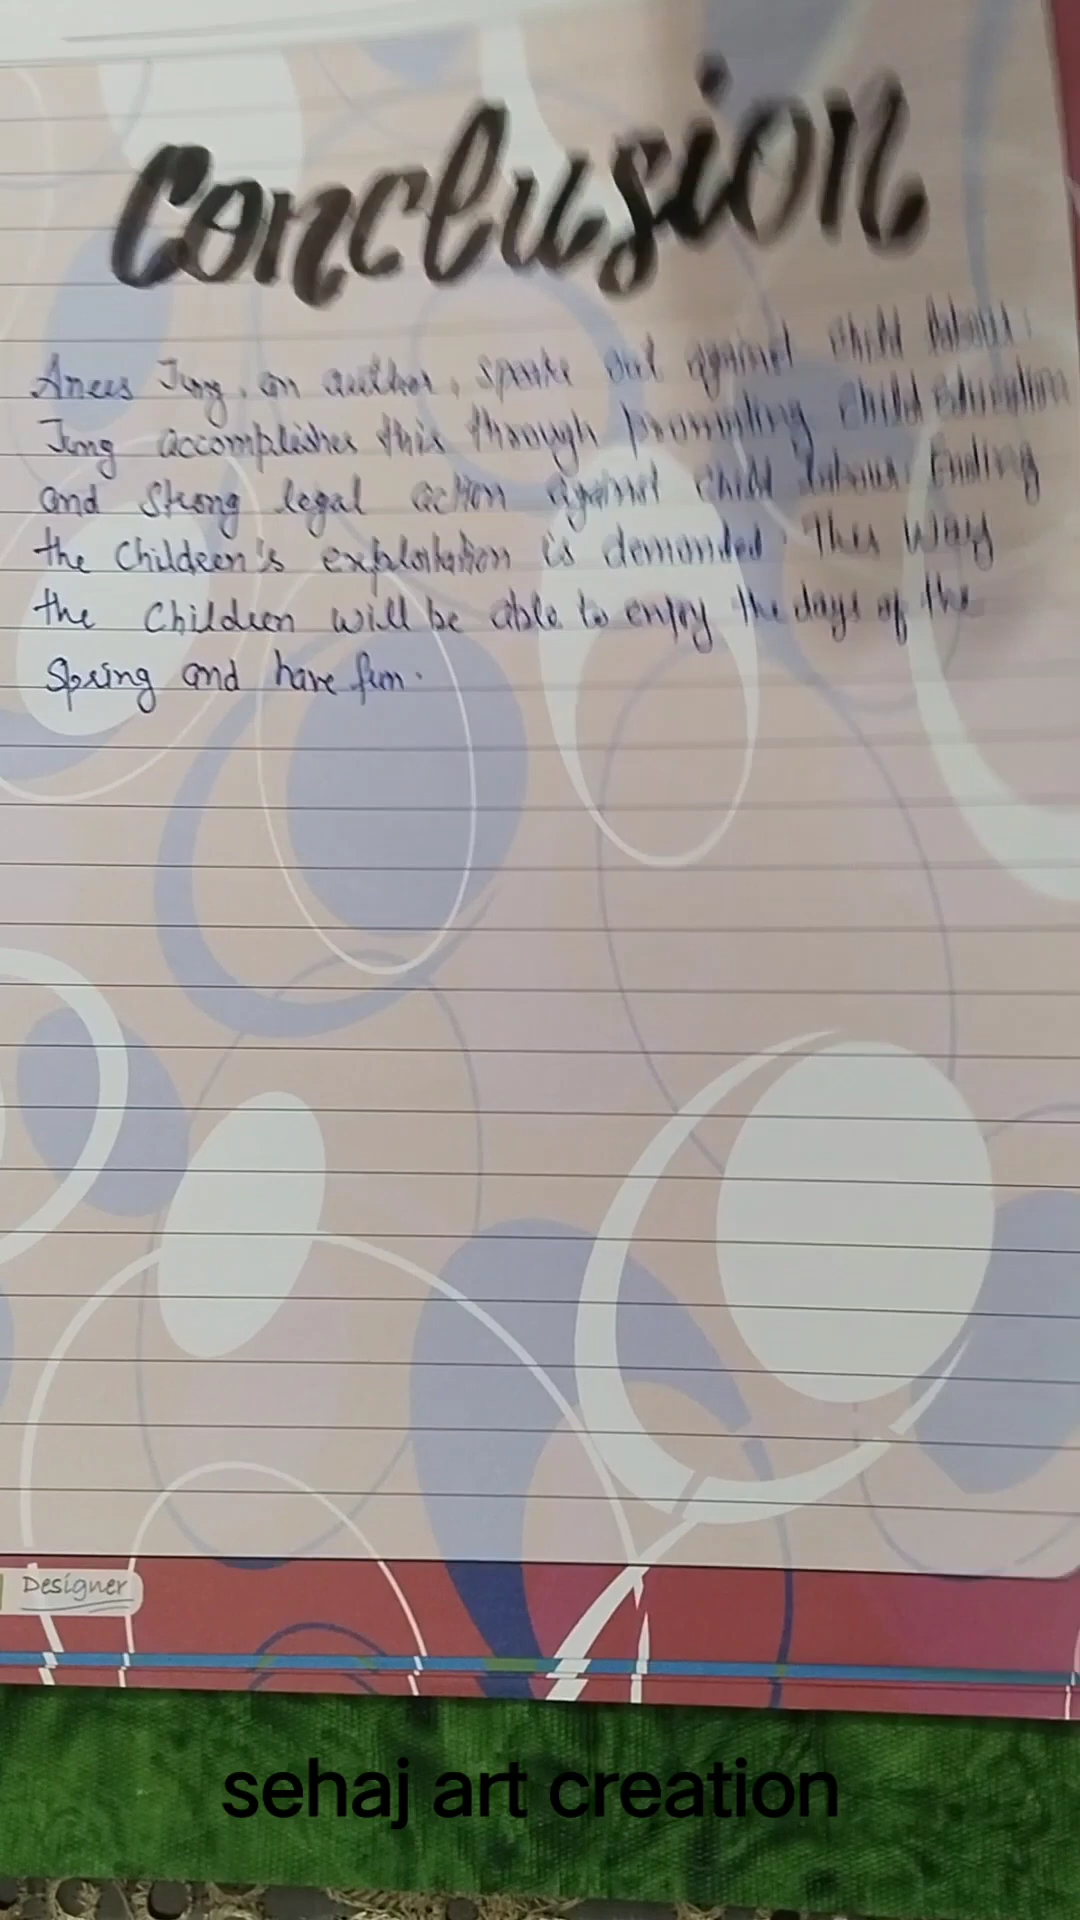 Conclusion
Anees Jung, an author, spoke out against child labour.
Jung accomplishes this through promoting child education
and strong legal action against child labour. Ending
the Children's exploitation is demanded. This way
the Children will be able to enjoy the days of the
Spring and have fun.
Designer
sehaj art creation